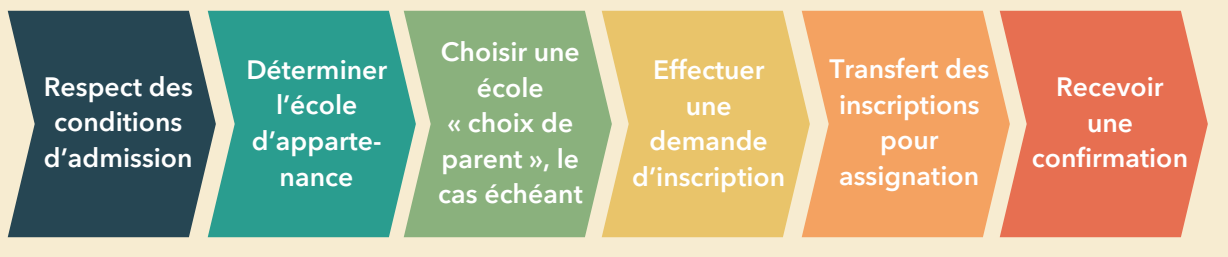 Respect des
conditions
d'admission
Déterminer
l'école
d'apparte-
nance
Choisir une
école
« choix de
parent », le
cas échéant
Effectuer
une
demande
d'inscription
Transfert des
inscriptions
pour
assignation
Recevoir
une
confirmation